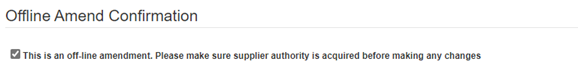 Offline Amend Confirmation
This is an off-line amendment. Please make sure supplier authority is acquired before making any changes